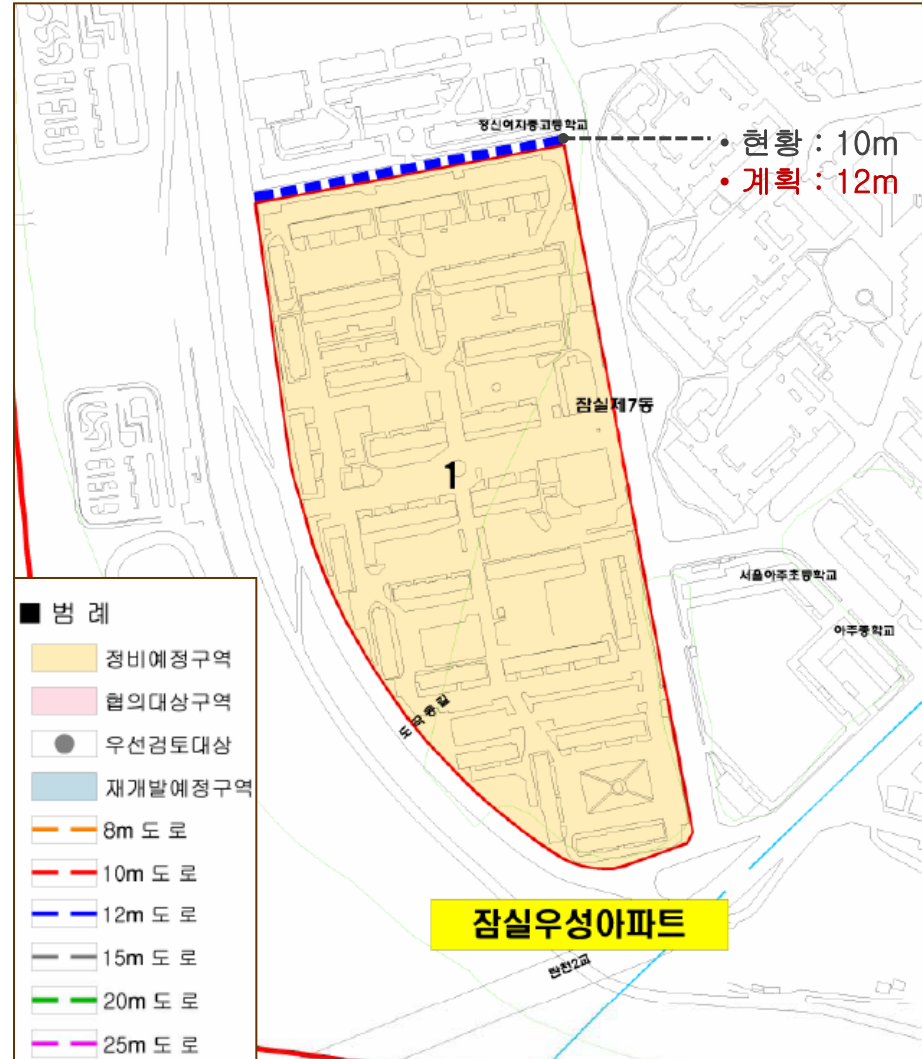 정신여자중고등학교
• 현황 : 10m
• 계획 : 12m
잠실제7동
1
서울아주초등학교
아주중학교
■ 범 례
정비예정구역
협의대상구역
우선검토대상
재개발예정구역
8m 도 로
10m 도 로
12m 도 로
15m 도 로
20m 도 로
25m 도 로
도곡동길
잠실우성아파트
탄천2교